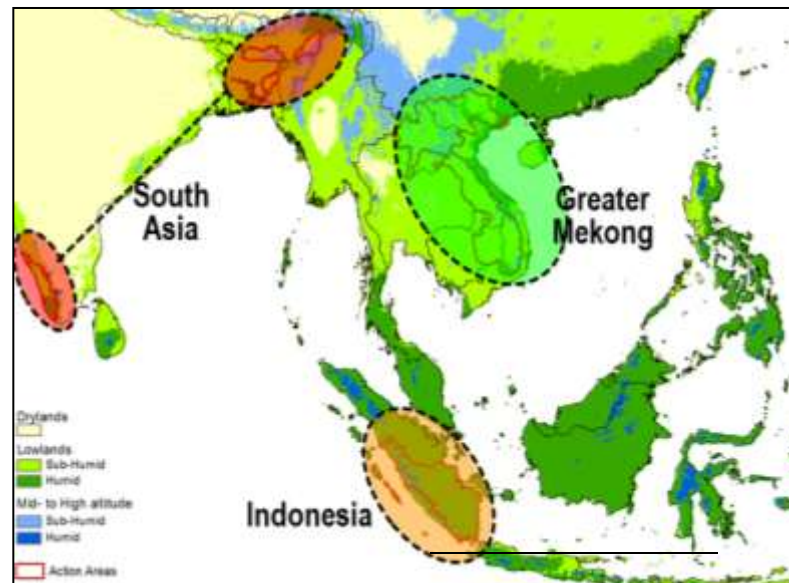 South
Asia
Greater
Mekong
Indonesia
Drylands
Lowlands
Sub-Humid
Humid
Mid- to High altitude
Sub-Humid
Humid
Action Areas